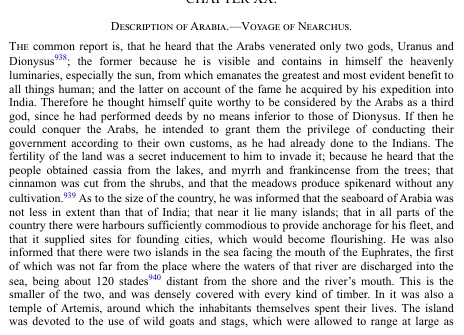 CHAPTER XX.
DESCRIPTION OF ARABIA.—VOYAGE OF NEARCHUS.
THE common report is, that he heard that the Arabs venerated only two gods, Uranus and
Dionysus938; the former because he is visible and contains in himself the heavenly
luminaries, especially the sun, from which emanates the greatest and most evident benefit to
all things human; and the latter on account of the fame he acquired by his expedition into
India. Therefore he thought himself quite worthy to be considered by the Arabs as a third
god, since he had performed deeds by no means inferior to those of Dionysus. If then he
could conquer the Arabs, he intended to grant them the privilege of conducting their
government according to their own customs, as he had already done to the Indians. The
fertility of the land was a secret inducement to him to invade it; because he heard that the
people obtained cassia from the lakes, and myrrh and frankincense from the trees; that
cinnamon was cut from the shrubs, and that the meadows produce spikenard without any
cultivation.939 As to the size of the country, he was informed that the seaboard of Arabia was
not less in extent than that of India; that near it lie many islands; that in all parts of the
country there were harbours sufficiently commodious to provide anchorage for his fleet, and
that it supplied sites for founding cities, which would become flourishing. He was also
informed that there were two islands in the sea facing the mouth of the Euphrates, the first
of which was not far from the place where the waters of that river are discharged into the
sea, being about 120 stades940 distant from the shore and the river's mouth. This is the
smaller of the two, and was densely covered with every kind of timber. In it was also a
temple of Artemis, around which the inhabitants themselves spent their lives. The island
was devoted to the use of wild goats and stags, which were allowed to range at large as